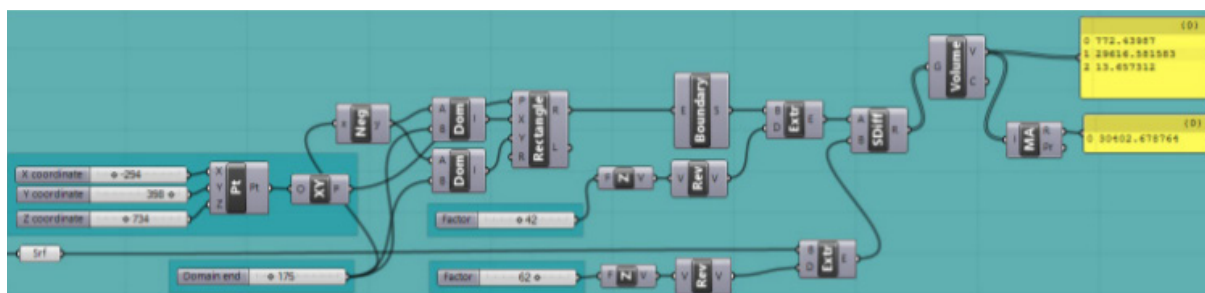 {0}
0 772.43987
1 29616.581583
2 13.657312
{0}
0 30402.678764
X coordinate -294
Y coordinate 398
Z coordinate 734
X Y Z Pt Pt
O XY P
X Neg y
A B Dom I
A B Dom I
P X Y R Rectangle R L
E Boundary S
B D Extr E
A B SDiff R
G Volume V C
I MA R Pr
F Z V
V Rev V
Factor 42
Srf
Domain end 175
Factor 62
F Z V
V Rev V
B D Extr E